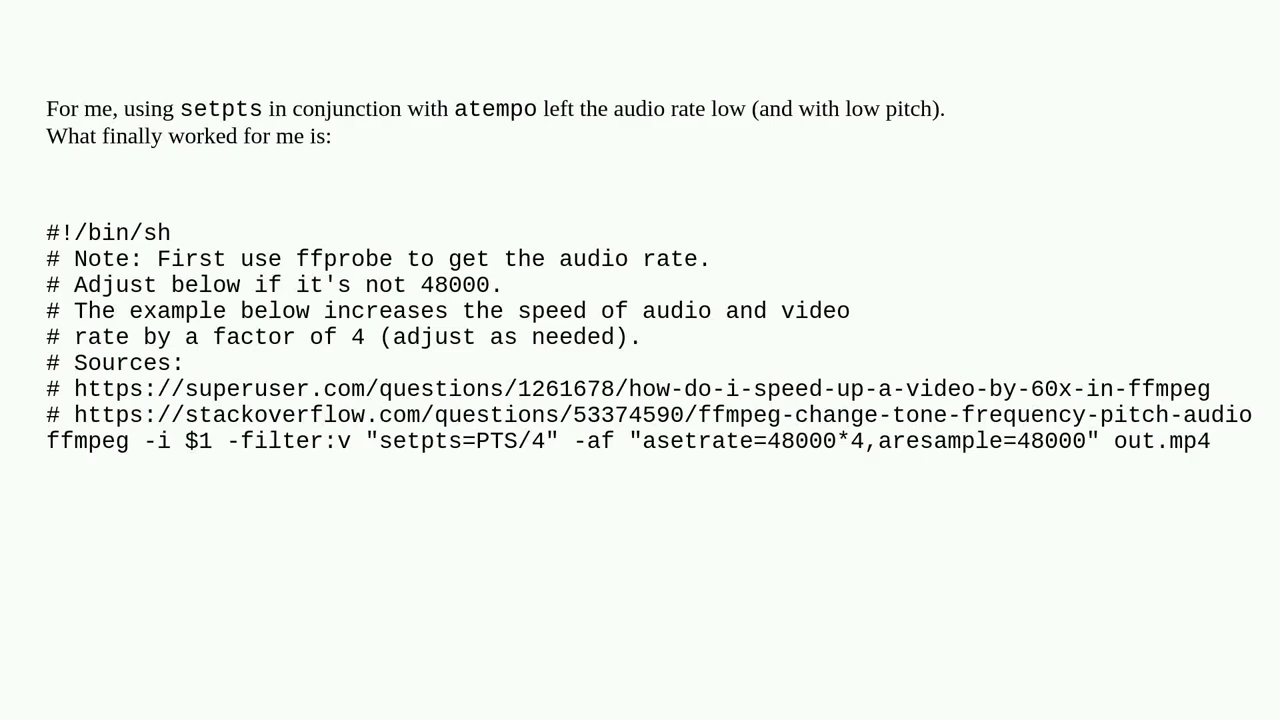 For me, using setpts in conjunction with atempo left the audio rate low (and with low pitch).
What finally worked for me is:
#!/bin/sh
# Note: First use ffprobe to get the audio rate.
# Adjust below if it's not 48000.
# The example below increases the speed of audio and video
# rate by a factor of 4 (adjust as needed).
# Sources:
# https://superuser.com/questions/1261678/how-do-i-speed-up-a-video-by-60x-in-ffmpeg
# https://stackoverflow.com/questions/53374590/ffmpeg-change-tone-frequency-pitch-audio
ffmpeg -i $1 -filter:v "setpts=PTS/4" -af "asetrate=48000*4,aresample=48000" out.mp4